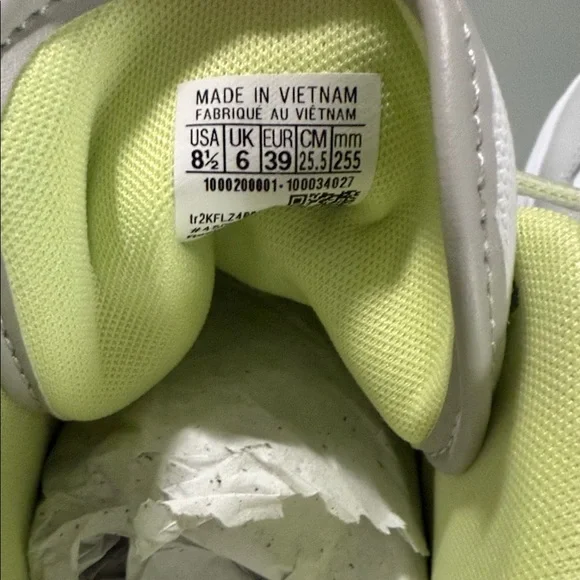 MADE IN VIETNAM
FABRIQUÉ AU VIÊTNAM
USA UK EUR CM mm
8½ 6 39 25.5 255
1000200001-100034027